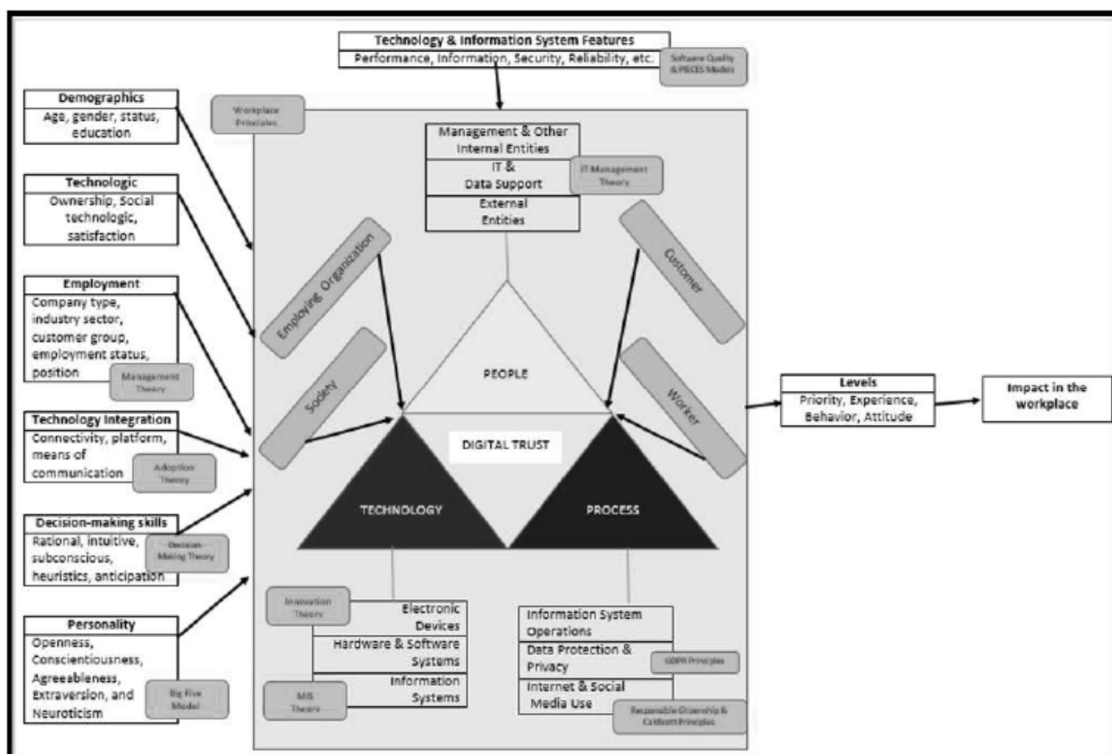 Technology & Information System Features
Performance, Information, Security, Reliability, etc.
Software Quality
& PIECES Models
Demographics
Age, gender, status,
education
Technologic
Ownership, Social
technologic,
satisfaction
Employment
Company type,
industry sector,
customer group,
employment status,
position
Management
Theory
Technology Integration
Connectivity, platform,
means of
communication
Adoption
Theory
Decision-making skills
Rational, intuitive,
subconscious,
heuristics, anticipation
Decision-
Making Theory
Personality
Openness,
Conscientiousness,
Agreeableness,
Extraversion, and
Neuroticism
Big Five
Model
Workplace
Principles
Management & Other
Internal Entities
IT &
Data Support
External
Entities
IT Management
Theory
Employing Organization
Society
Customer
Worker
PEOPLE
DIGITAL TRUST
TECHNOLOGY
PROCESS
Innovation
Theory
Electronic
Devices
Hardware & Software
Systems
Information
Systems
MIS
Theory
Information System
Operations
Data Protection &
Privacy
Internet & Social
Media Use
GDPR Principles
Responsible Citizenship &
Caldicott Principles
Levels
Priority, Experience,
Behavior, Attitude
Impact in the
workplace